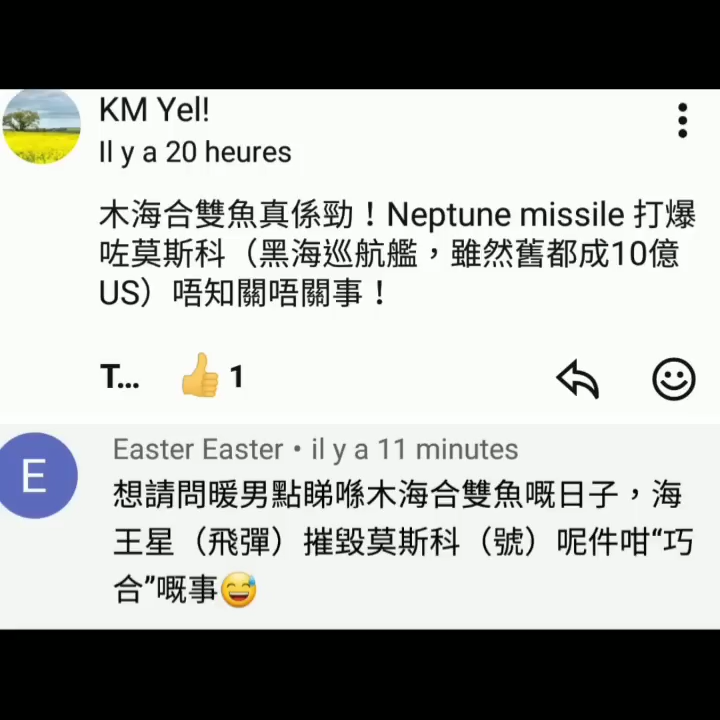 KM Yel!
Il y a 20 heures
木海合雙魚真係勁！Neptune missile 打爆
咗莫斯科（黑海巡航艦，雖然舊都成10億
US）唔知關唔關事！
T... 👍 1
E
Easter Easter • il y a 11 minutes
想請問暖男點睇喺木海合雙魚嘅日子，海
王星（飛彈）摧毀莫斯科（號）呢件咁“巧
合”嘅事😅